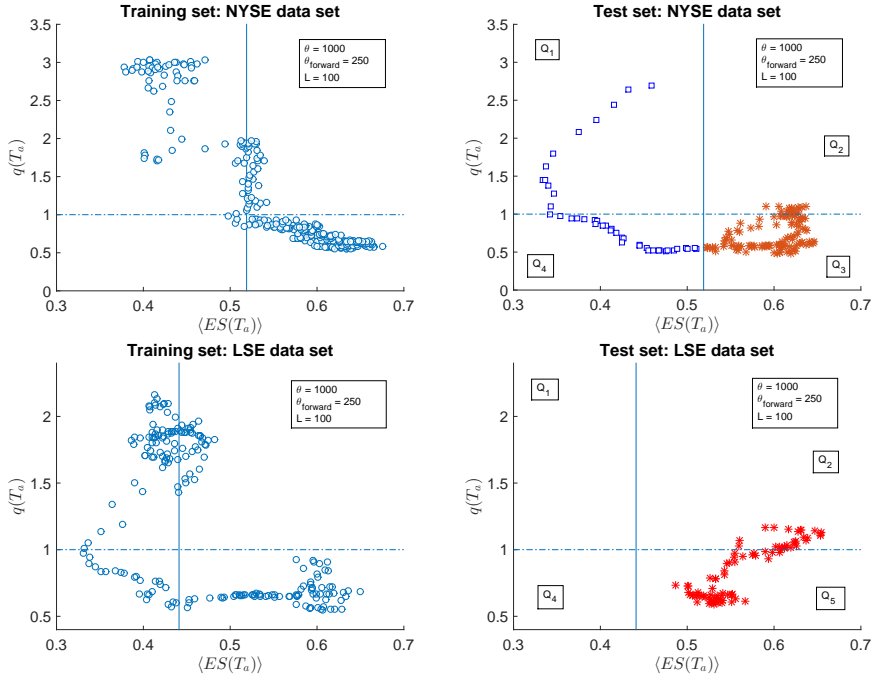 Training set: NYSE data set
θ = 1000
θforward = 250
L = 100
q(Ta)
3.5
3
2.5
2
1.5
1
0.5
0
0.3
0.4
0.5
0.6
0.7
⟨ES(Ta)⟩
Test set: NYSE data set
Q1
θ = 1000
θforward = 250
L = 100
Q2
Q4
Q3
q(Ta)
3.5
3
2.5
2
1.5
1
0.5
0
0.3
0.4
0.5
0.6
0.7
⟨ES(Ta)⟩
Training set: LSE data set
θ = 1000
θforward = 250
L = 100
q(Ta)
2
1.5
1
0.5
0.3
0.4
0.5
0.6
0.7
⟨ES(Ta)⟩
Test set: LSE data set
Q1
θ = 1000
θforward = 250
L = 100
Q2
Q4
Q5
q(Ta)
2
1.5
1
0.5
0.3
0.4
0.5
0.6
0.7
⟨ES(Ta)⟩